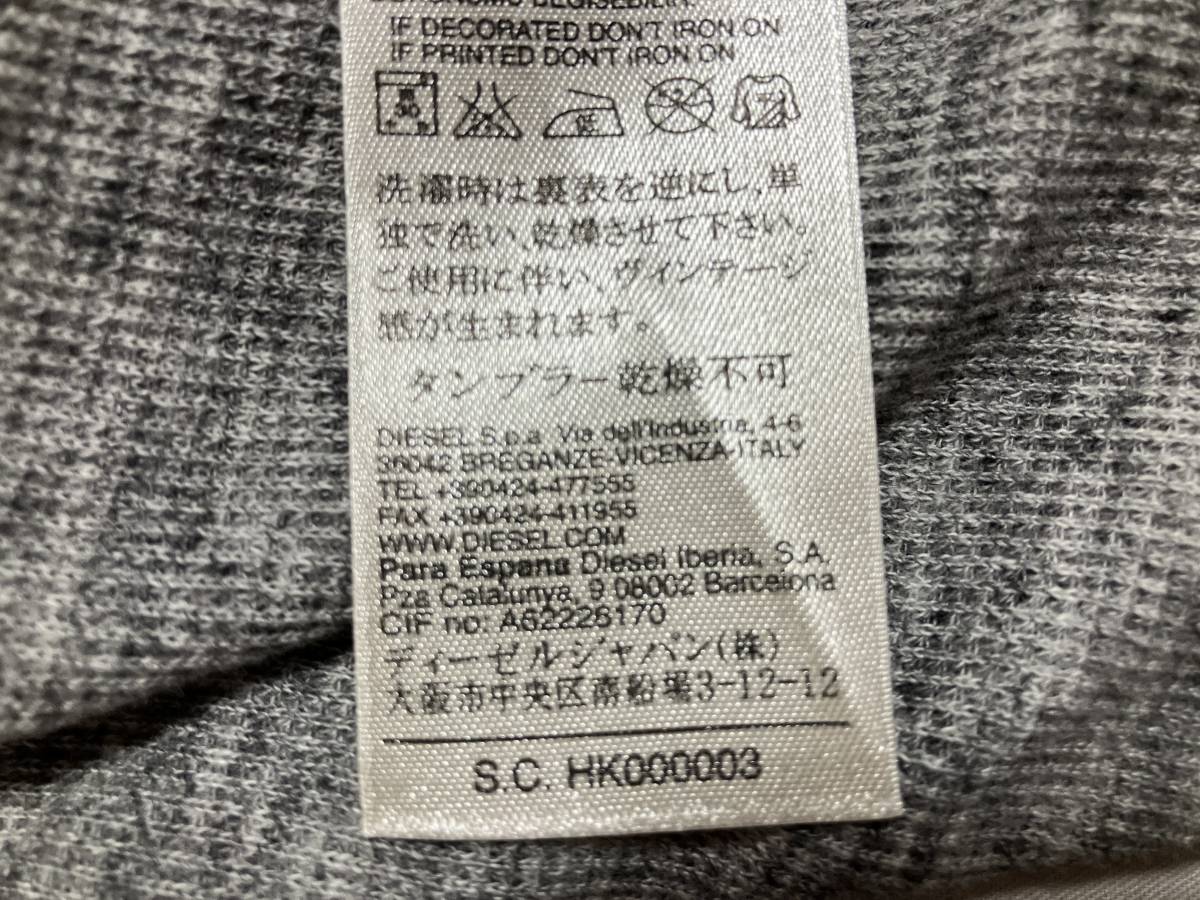 IF DECORATED DON'T IRON ON
IF PRINTED DON'T IRON ON
低
洗濯時は裏表を逆にし、単
独で洗い、乾燥させて下さい。
ご使用に伴い、ヴィンテージ
感が生まれます。
タンブラー乾燥不可
DIESEL S.p.a. Via dell'Industria, 4-6
36042 BREGANZE-VICENZA-ITALY
TEL +390424-477555
FAX +390424-411955
WWW.DIESEL.COM
Para Espana Diesel Iberia, S.A.
Pza Catalunya, 9 08002 Barcelona
CIF no: A62226170
ディーゼルジャパン(株)
大阪市中央区南船場3-12-12
S.C. HK000003